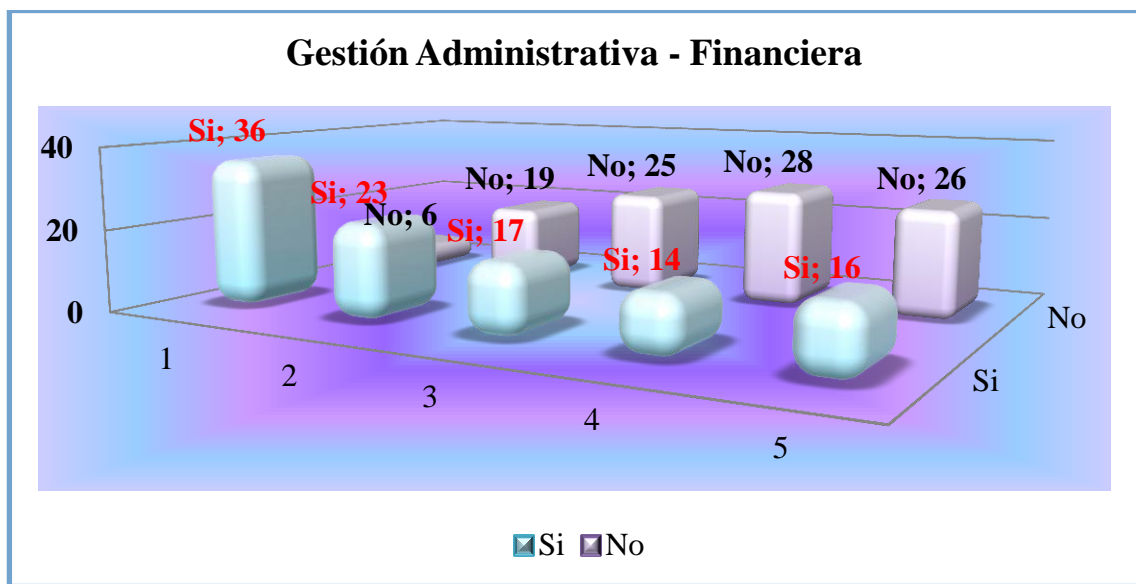 Gestión Administrativa - Financiera
40
20
0
Si; 36
Si; 23
Si; 17
Si; 14
Si; 16
No; 6
No; 19
No; 25
No; 28
No; 26
1
2
3
4
5
Si
No
Si No